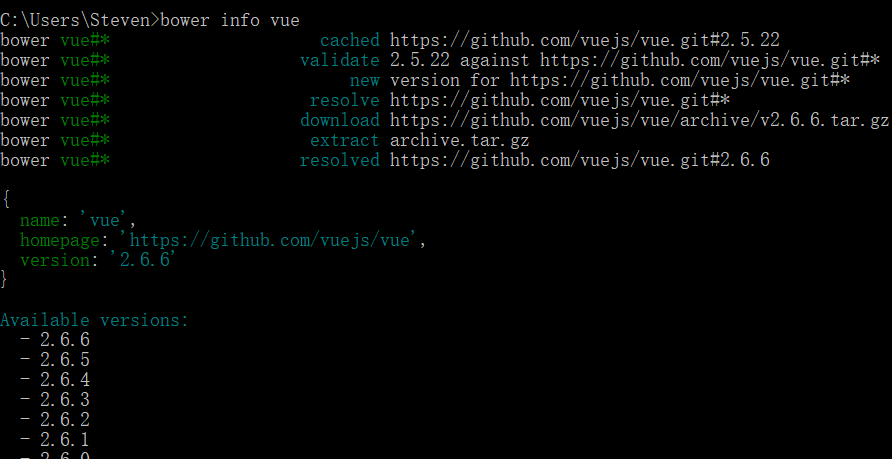 C:\Users\Steven>bower info vue
bower vue#* cached https://github.com/vuejs/vue.git#2.5.22
bower vue#* validate 2.5.22 against https://github.com/vuejs/vue.git#*
bower vue#* new version for https://github.com/vuejs/vue.git#*
bower vue#* resolve https://github.com/vuejs/vue.git#*
bower vue#* download https://github.com/vuejs/vue/archive/v2.6.6.tar.gz
bower vue#* extract archive.tar.gz
bower vue#* resolved https://github.com/vuejs/vue.git#2.6.6
{
name: 'vue',
homepage: 'https://github.com/vuejs/vue',
version: '2.6.6'
}
Available versions:
- 2.6.6
- 2.6.5
- 2.6.4
- 2.6.3
- 2.6.2
- 2.6.1
- 2.6.0